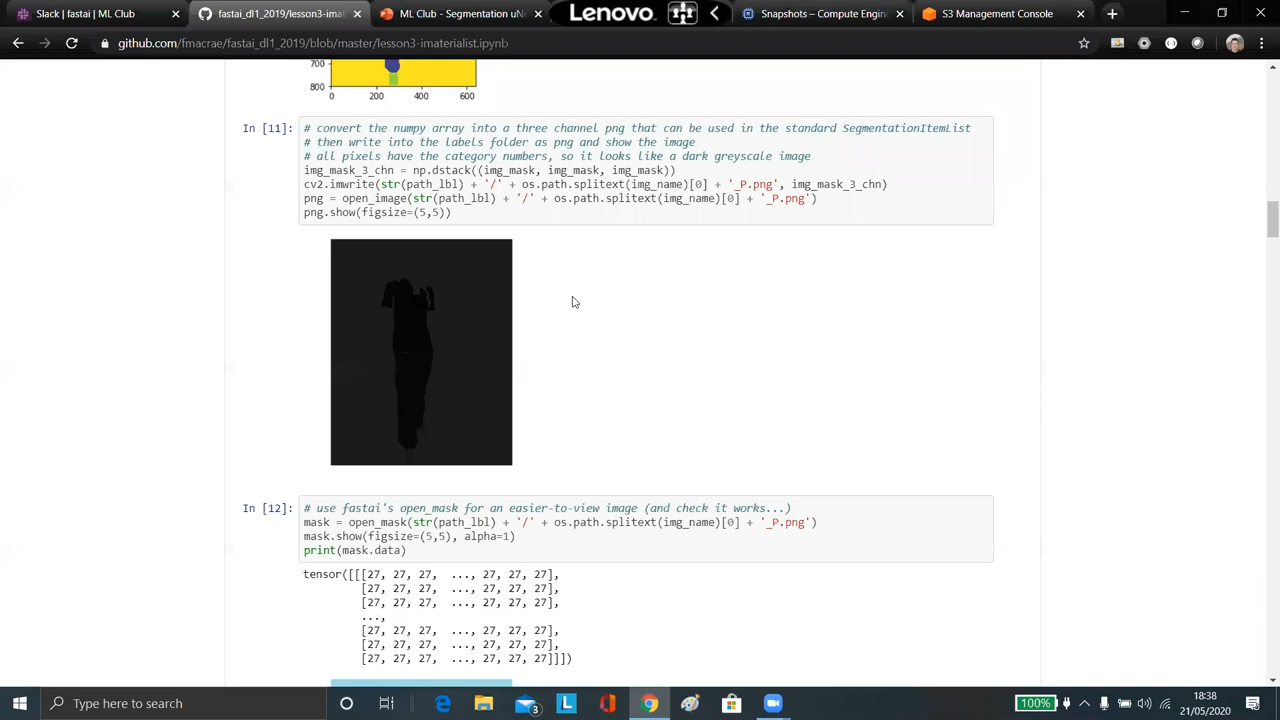 Slack | fastai_dl1
fastai_dl1_2019/lesson3-im
ML Club - Segmentation uNe
Lenovo
Snapshots – Compute Engi
S3 Management Console
github.com/fmacrae/fastai_dl1_2019/blob/master/lesson3-imaterialist.ipynb
700
800
0 200 400 600
In [11]:
# convert the numpy array into a three channel png that can be used in the standard SegmentationItemList
# then write into the labels folder as png and show the image
# all pixels have the category numbers, so it looks like a dark greyscale image
img_mask_3_chn = np.dstack((img_mask, img_mask, img_mask))
cv2.imwrite(str(path_lbl) + '/' + os.path.splitext(img_name)[0] + '_P.png', img_mask_3_chn)
png = open_image(str(path_lbl) + '/' + os.path.splitext(img_name)[0] + '_P.png')
png.show(figsize=(5,5))
In [12]:
# use fastai's open_mask for an easier-to-view image (and check it works...)
mask = open_mask(str(path_lbl) + '/' + os.path.splitext(img_name)[0] + '_P.png')
mask.show(figsize=(5,5), alpha=1)
print(mask.data)
tensor([[[27, 27, 27, ..., 27, 27, 27],
[27, 27, 27, ..., 27, 27, 27],
[27, 27, 27, ..., 27, 27, 27],
...,
[27, 27, 27, ..., 27, 27, 27],
[27, 27, 27, ..., 27, 27, 27],
[27, 27, 27, ..., 27, 27, 27]]])
Type here to search
3
L
100%
18:38
21/05/2020